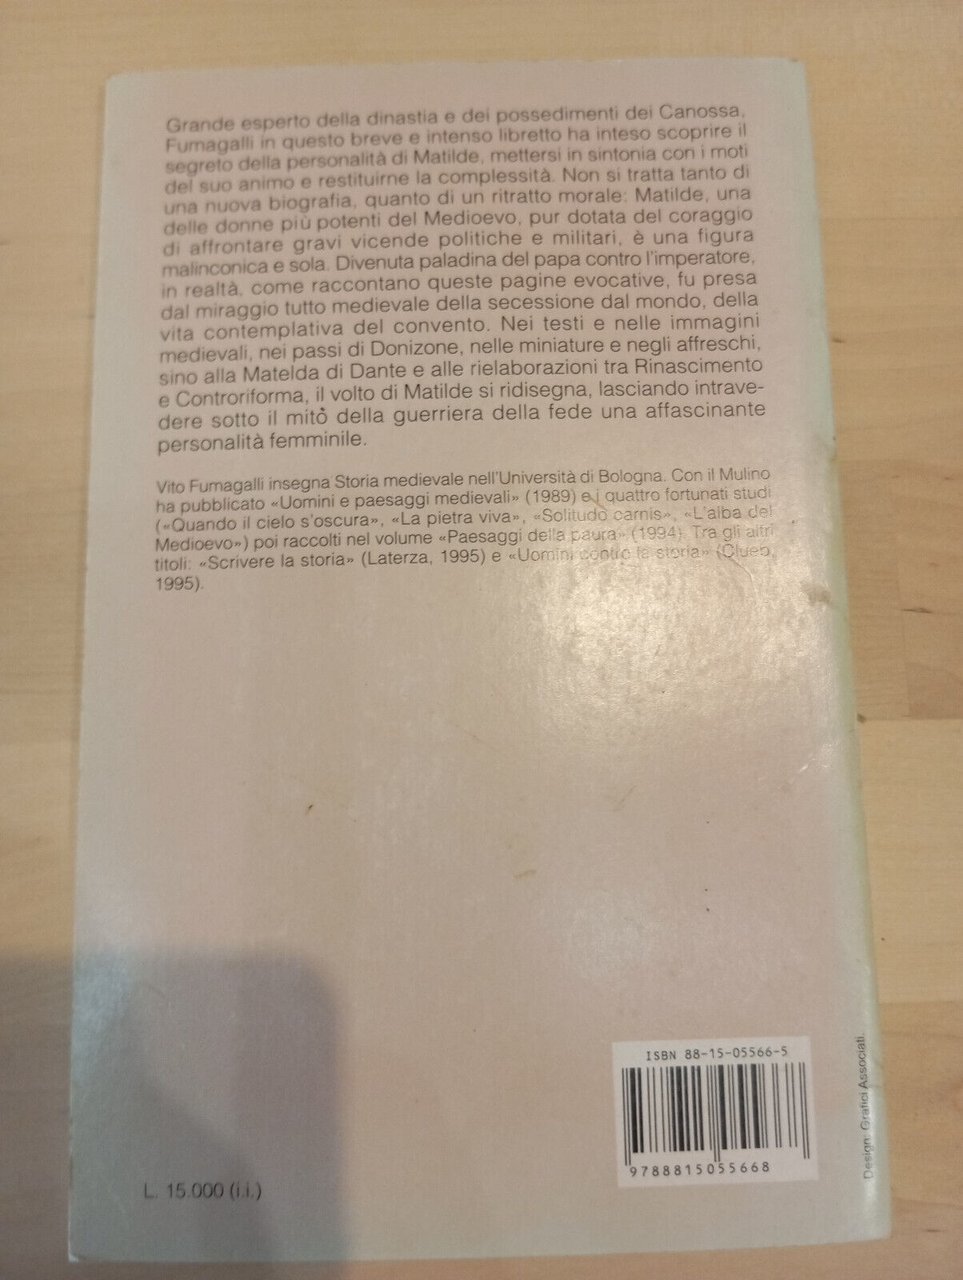 Grande esperto della dinastia e dei possedimenti dei Canossa,
Fumagalli in questo breve e intenso libretto ha inteso scoprire il
segreto della personalità di Matilde, mettersi in sintonia con i moti
del suo animo e restituirne la complessità. Non si tratta tanto di
una nuova biografia, quanto di un ritratto morale: Matilde, una
delle donne più potenti del Medioevo, pur dotata del coraggio
di affrontare gravi vicende politiche e militari, è una figura
malinconica e sola. Divenuta paladina del papa contro l'imperatore,
in realtà, come raccontano queste pagine evocative, fu presa
dal miraggio tutto medievale della secessione dal mondo, della
vita contemplativa del convento. Nei testi e nelle immagini
medievali, nei passi di Donizone, nelle miniature e negli affreschi,
sino alla Matelda di Dante e alle rielaborazioni tra Rinascimento
e Controriforma, il volto di Matilde si ridisegna, lasciando intrave-
dere sotto il mito della guerriera della fede una affascinante
personalità femminile.
Vito Fumagalli insegna Storia medievale nell'Università di Bologna. Con il Mulino
ha pubblicato «Uomini e paesaggi medievali» (1989) e i quattro fortunati studi
(«Quando il cielo s'oscura», «La pietra viva», «Solitudo carnis», «L'alba del
Medioevo») poi raccolti nel volume «Paesaggi della paura» (1994). Tra gli altri
titoli: «Scrivere la storia» (Laterza, 1995) e «Uomini contro la storia» (Clueb,
1995).
ISBN 88-15-05566-5
9788815055668
L. 15.000 (i.i.)
Design: Grafici Associati.